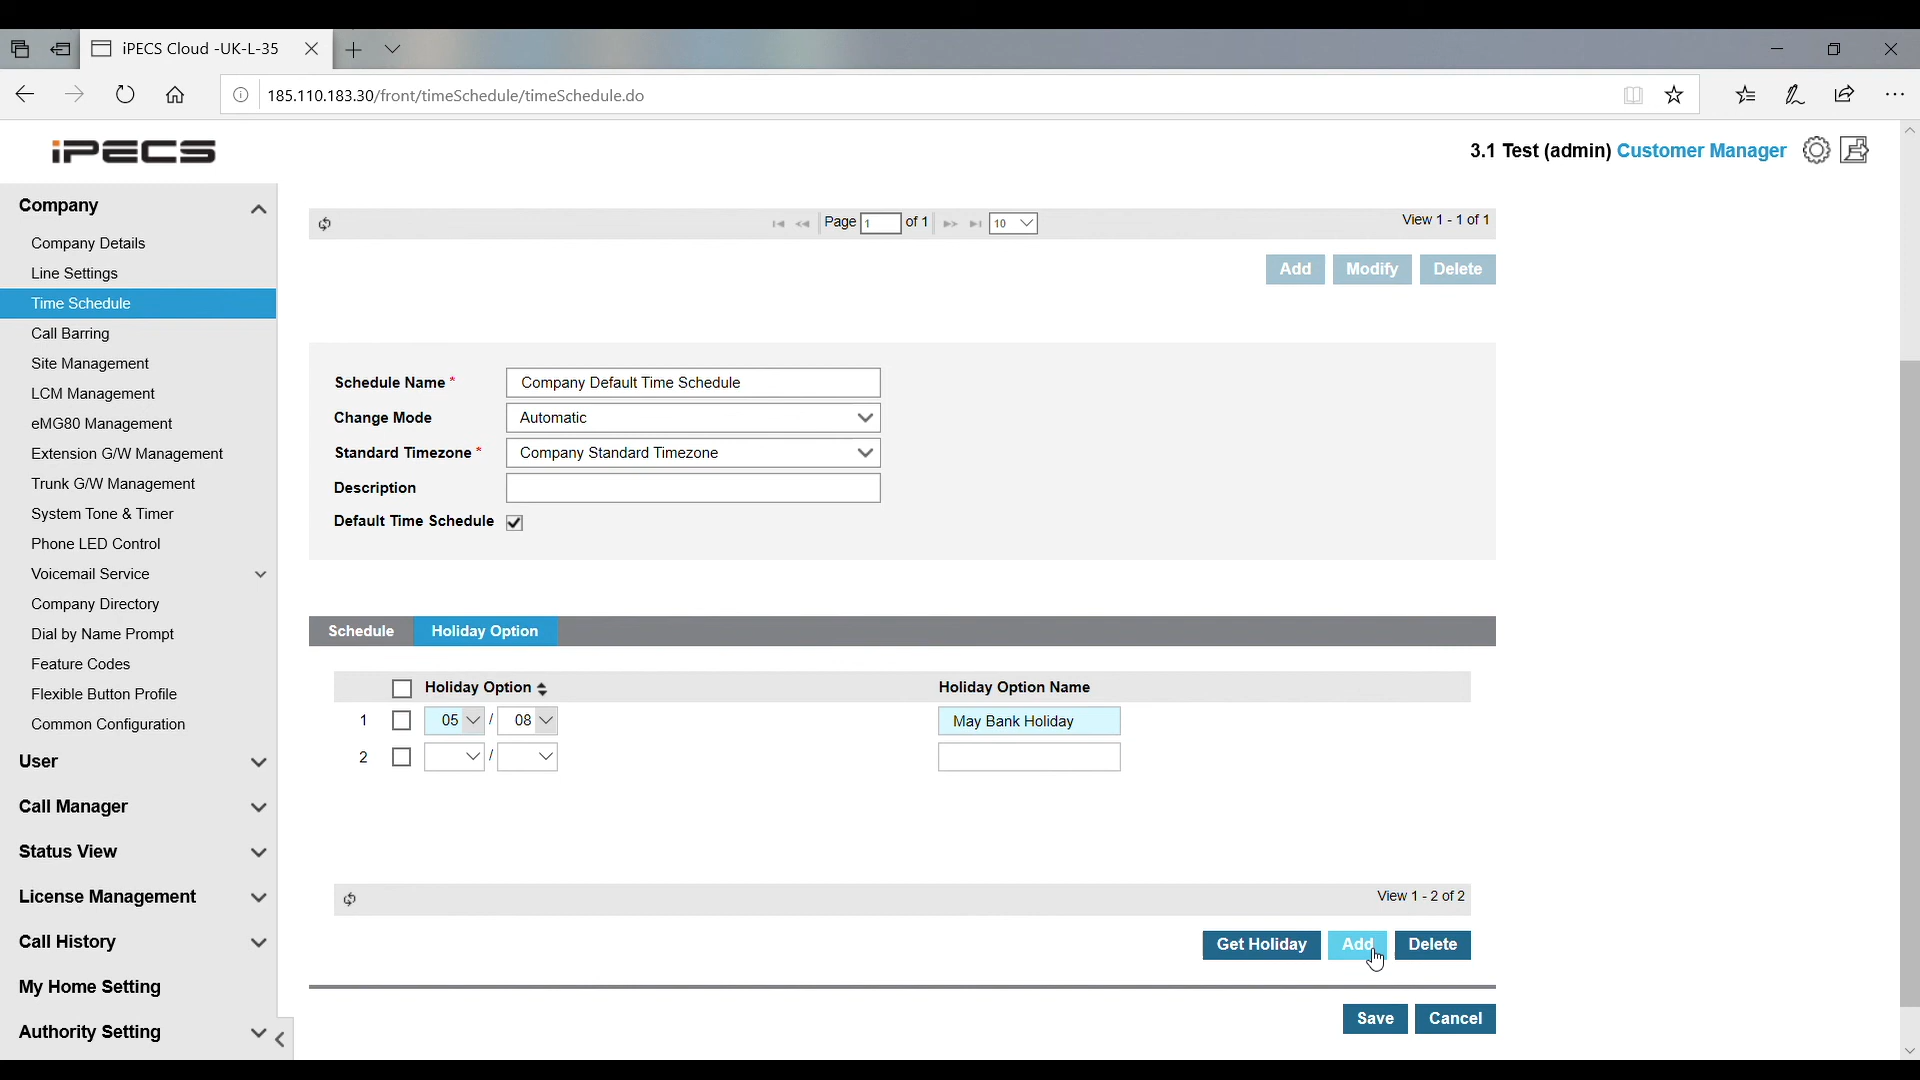 iPECS Cloud -UK-L-35
185.110.183.30/front/timeSchedule/timeSchedule.do
iPECS
3.1 Test (admin) Customer Manager
Company
Company Details
Line Settings
Time Schedule
Call Barring
Site Management
LCM Management
eMG80 Management
Extension G/W Management
Trunk G/W Management
System Tone & Timer
Phone LED Control
Voicemail Service
Company Directory
Dial by Name Prompt
Feature Codes
Flexible Button Profile
Common Configuration
User
Call Manager
Status View
License Management
Call History
My Home Setting
Authority Setting
Page 1 of 1 10 View 1 - 1 of 1
Add Modify Delete
Schedule Name * Company Default Time Schedule
Change Mode Automatic
Standard Timezone * Company Standard Timezone
Description
Default Time Schedule
Schedule Holiday Option
Holiday Option Holiday Option Name
1 05 / 08 May Bank Holiday
2 /
View 1 - 2 of 2
Get Holiday Add Delete
Save Cancel